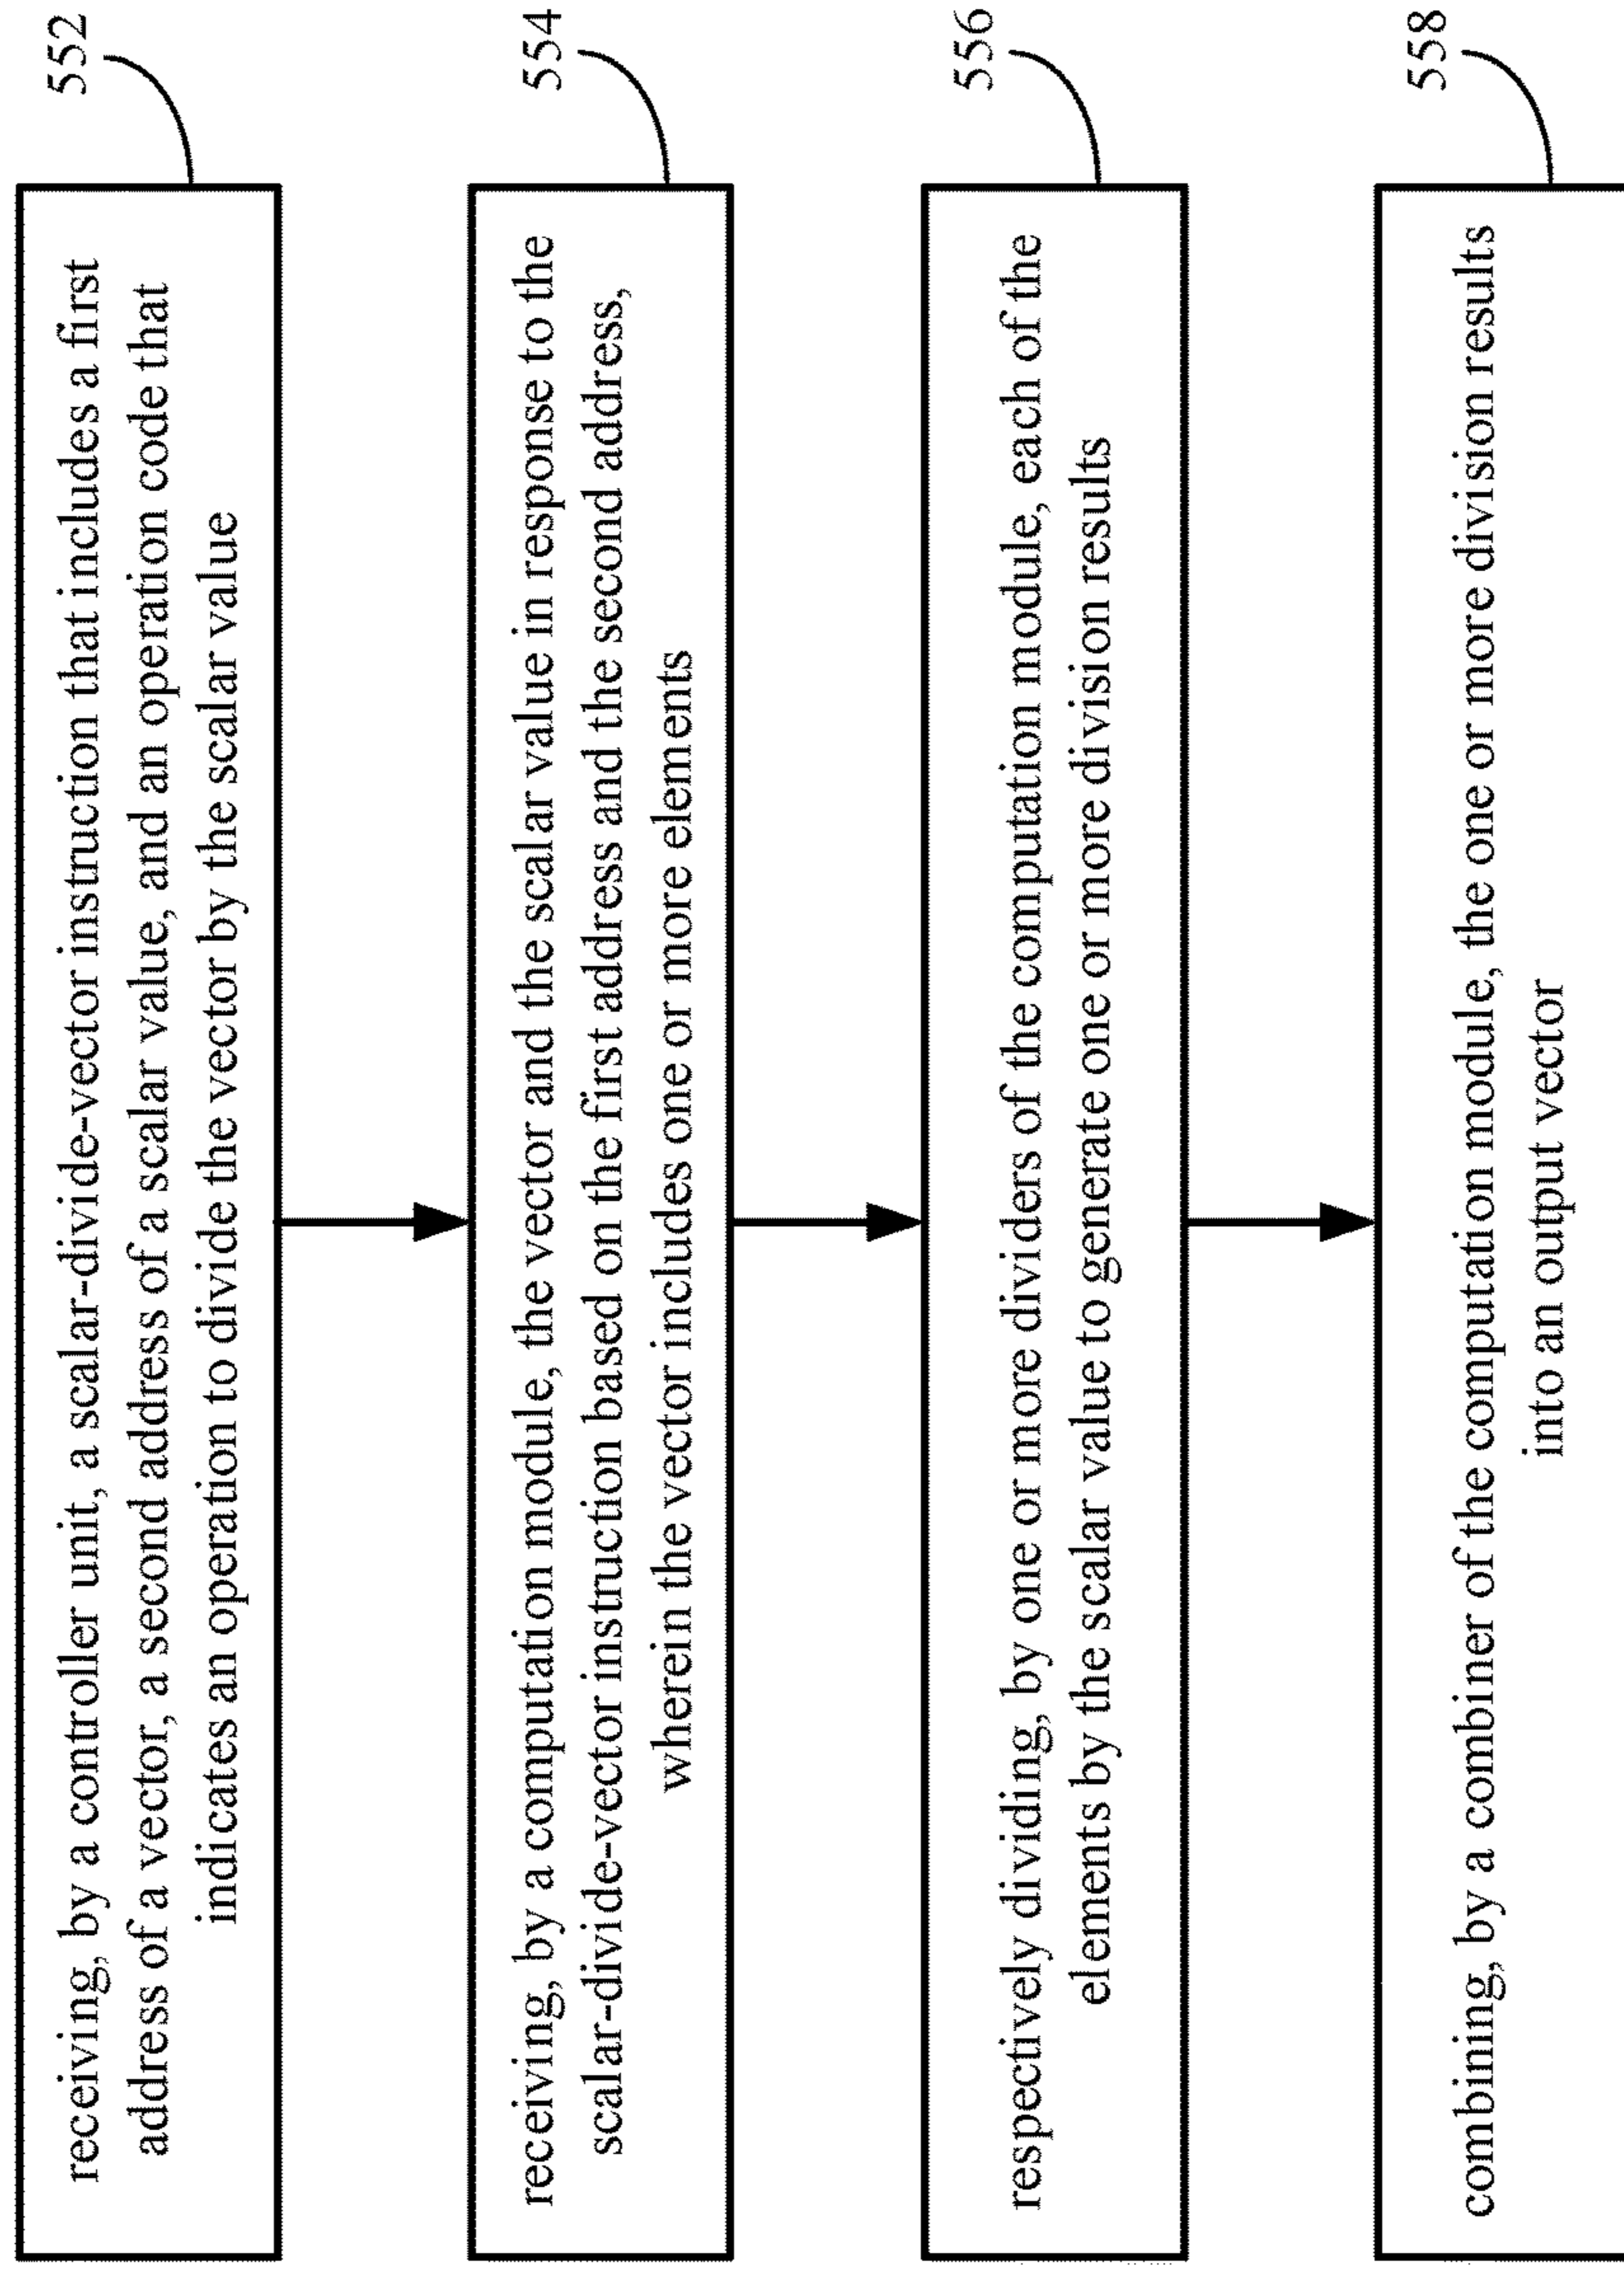 receiving, by a controller unit, a scalar-divide-vector instruction that includes a first
address of a vector, a second address of a scalar value, and an operation code that
indicates an operation to divide the vector by the scalar value
552
receiving, by a computation module, the vector and the scalar value in response to the
scalar-divide-vector instruction based on the first address and the second address,
wherein the vector includes one or more elements
554
respectively dividing, by one or more dividers of the computation module, each of the
elements by the scalar value to generate one or more division results
556
combining, by a combiner of the computation module, the one or more division results
into an output vector
558